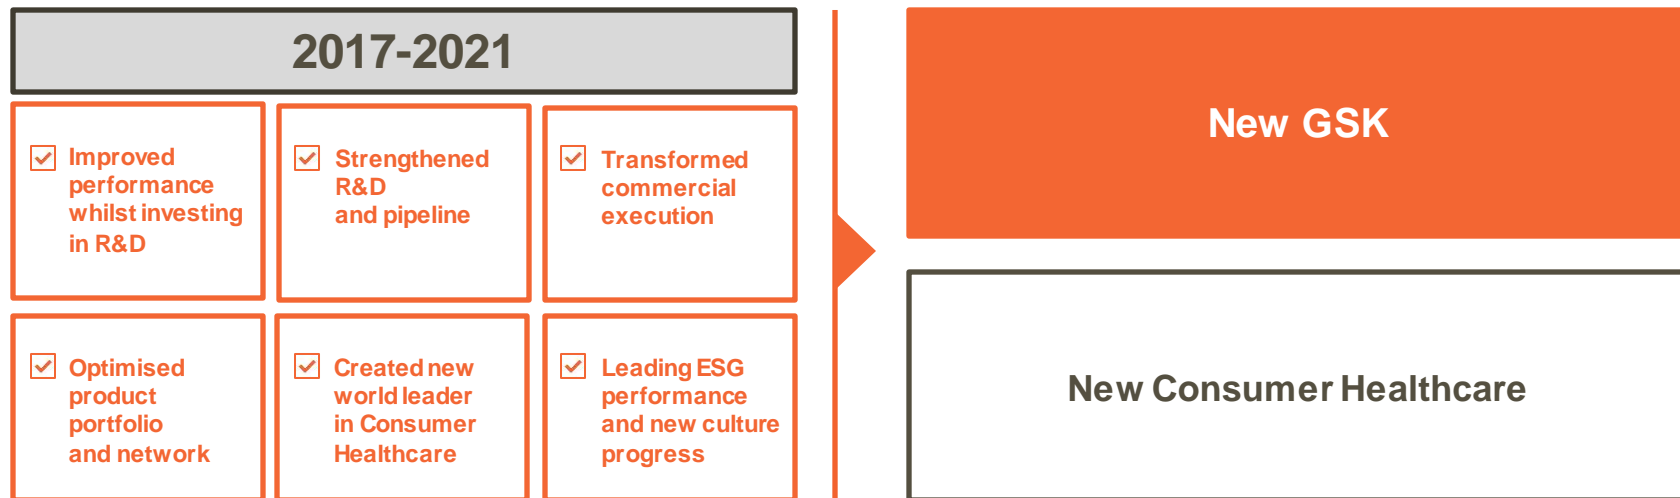 2017-2021
Improved
performance
whilst investing
in R&D
Strengthened
R&D
and pipeline
Transformed
commercial
execution
Optimised
product
portfolio
and network
Created new
world leader
in Consumer
Healthcare
Leading ESG
performance
and new culture
progress
New GSK
New Consumer Healthcare